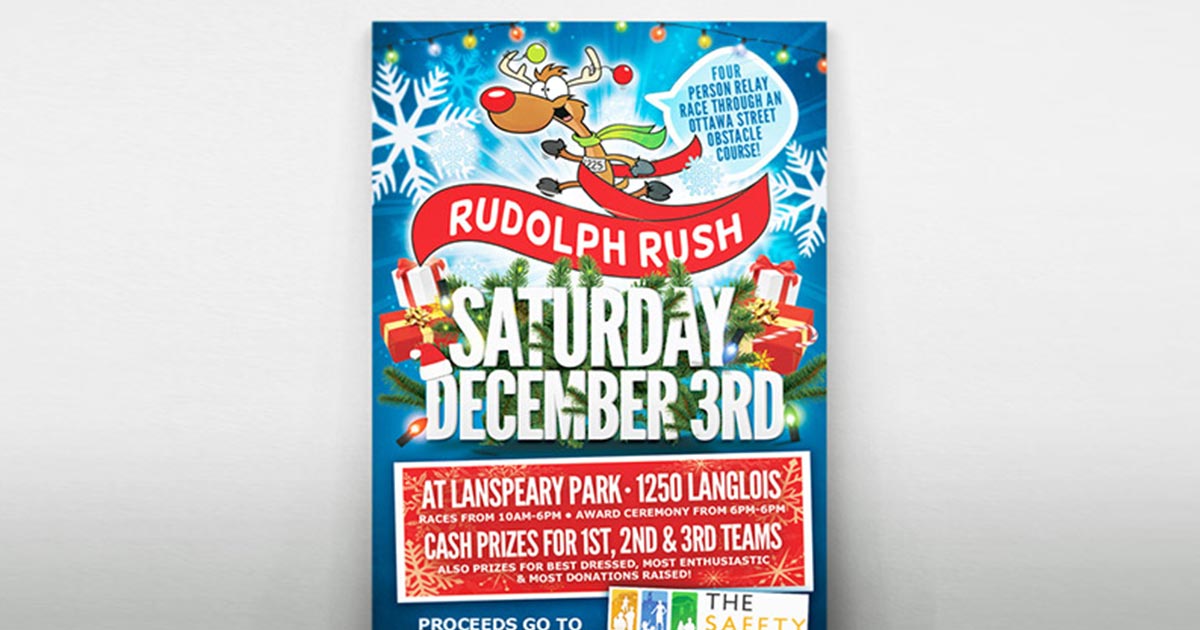 FOUR
PERSON RELAY
RACE THROUGH AN
OTTAWA STREET
OBSTACLE
COURSE!
225
RUDOLPH RUSH
SATURDAY
DECEMBER 3RD
AT LANSPEARY PARK · 1250 LANGLOIS
RACES FROM 10AM-6PM • AWARD CEREMONY FROM 6PM-6PM
CASH PRIZES FOR 1ST, 2ND & 3RD TEAMS
ALSO PRIZES FOR BEST DRESSED, MOST ENTHUSIASTIC
& MOST DONATIONS RAISED!
PROCEEDS GO TO
THE
SAFETY